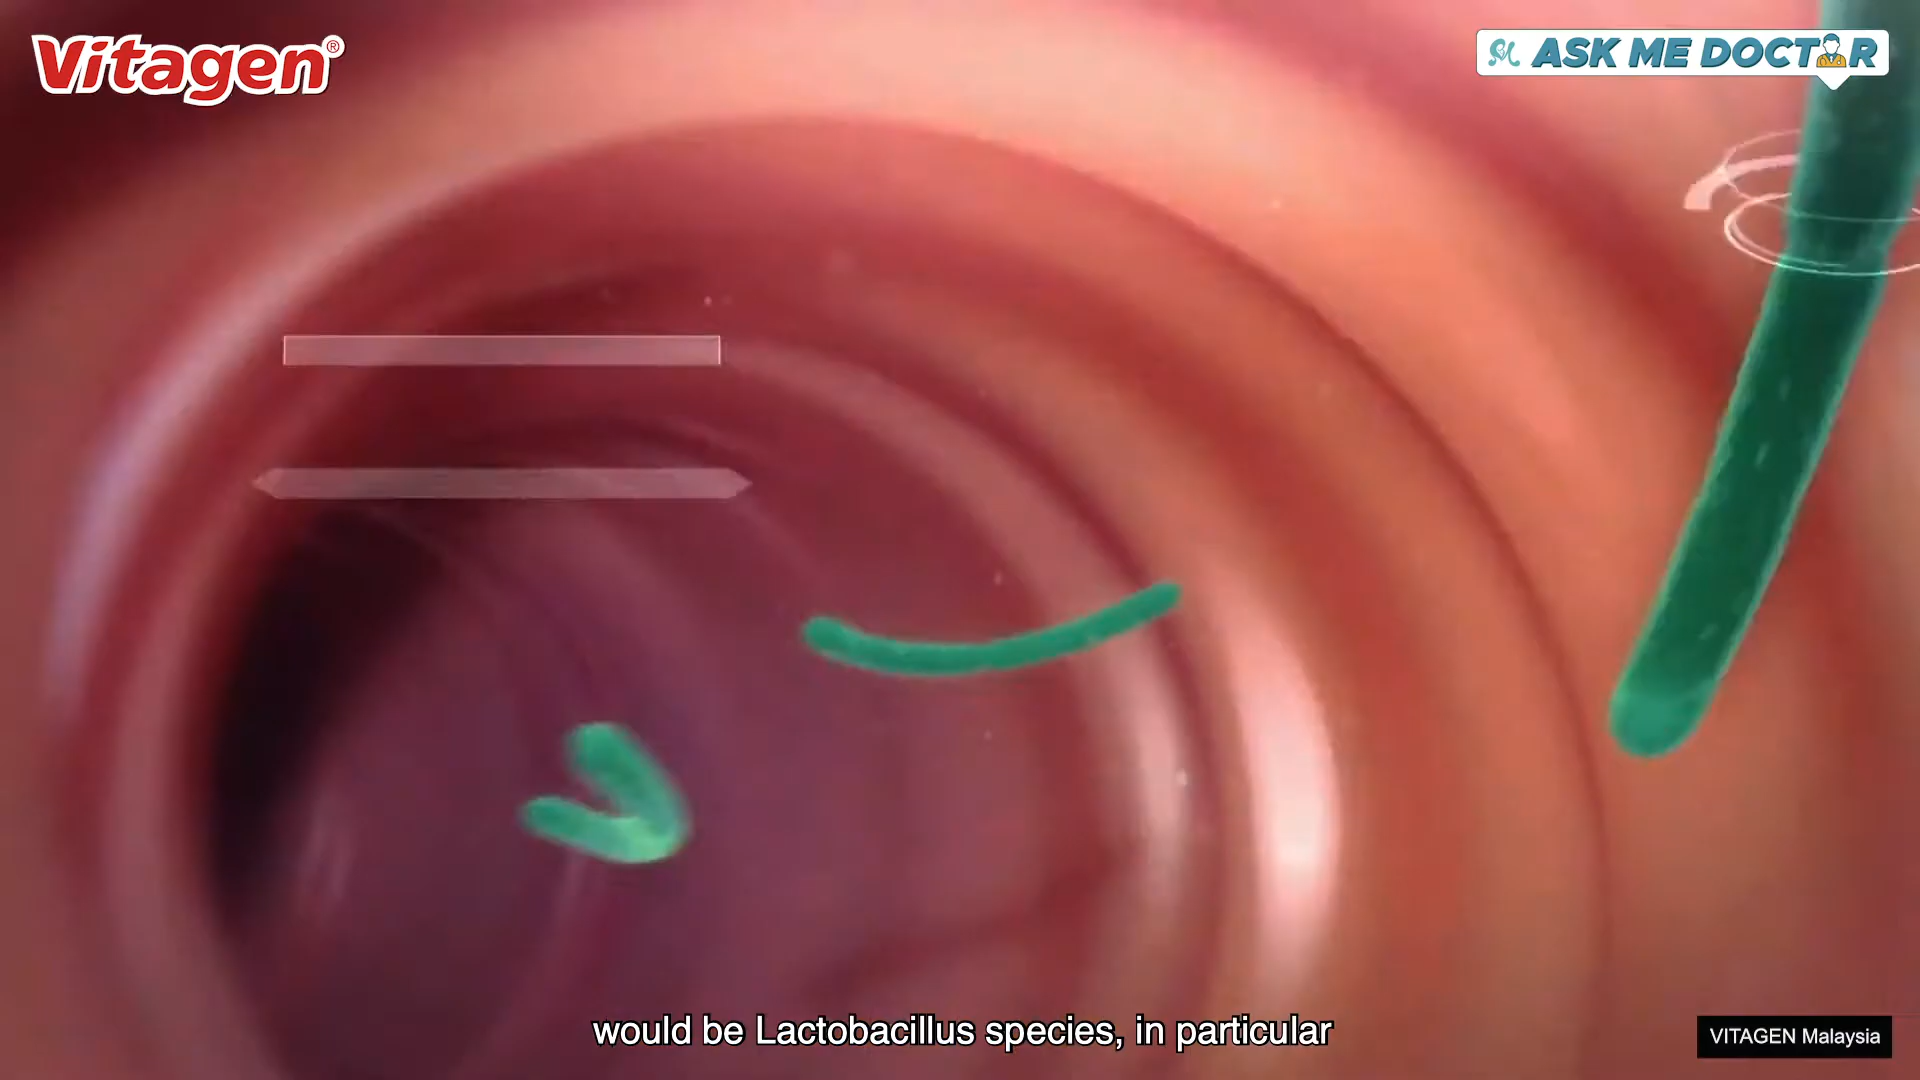 Vitagen®
ASK ME DOCTOR
would be Lactobacillus species, in particular
VITAGEN Malaysia